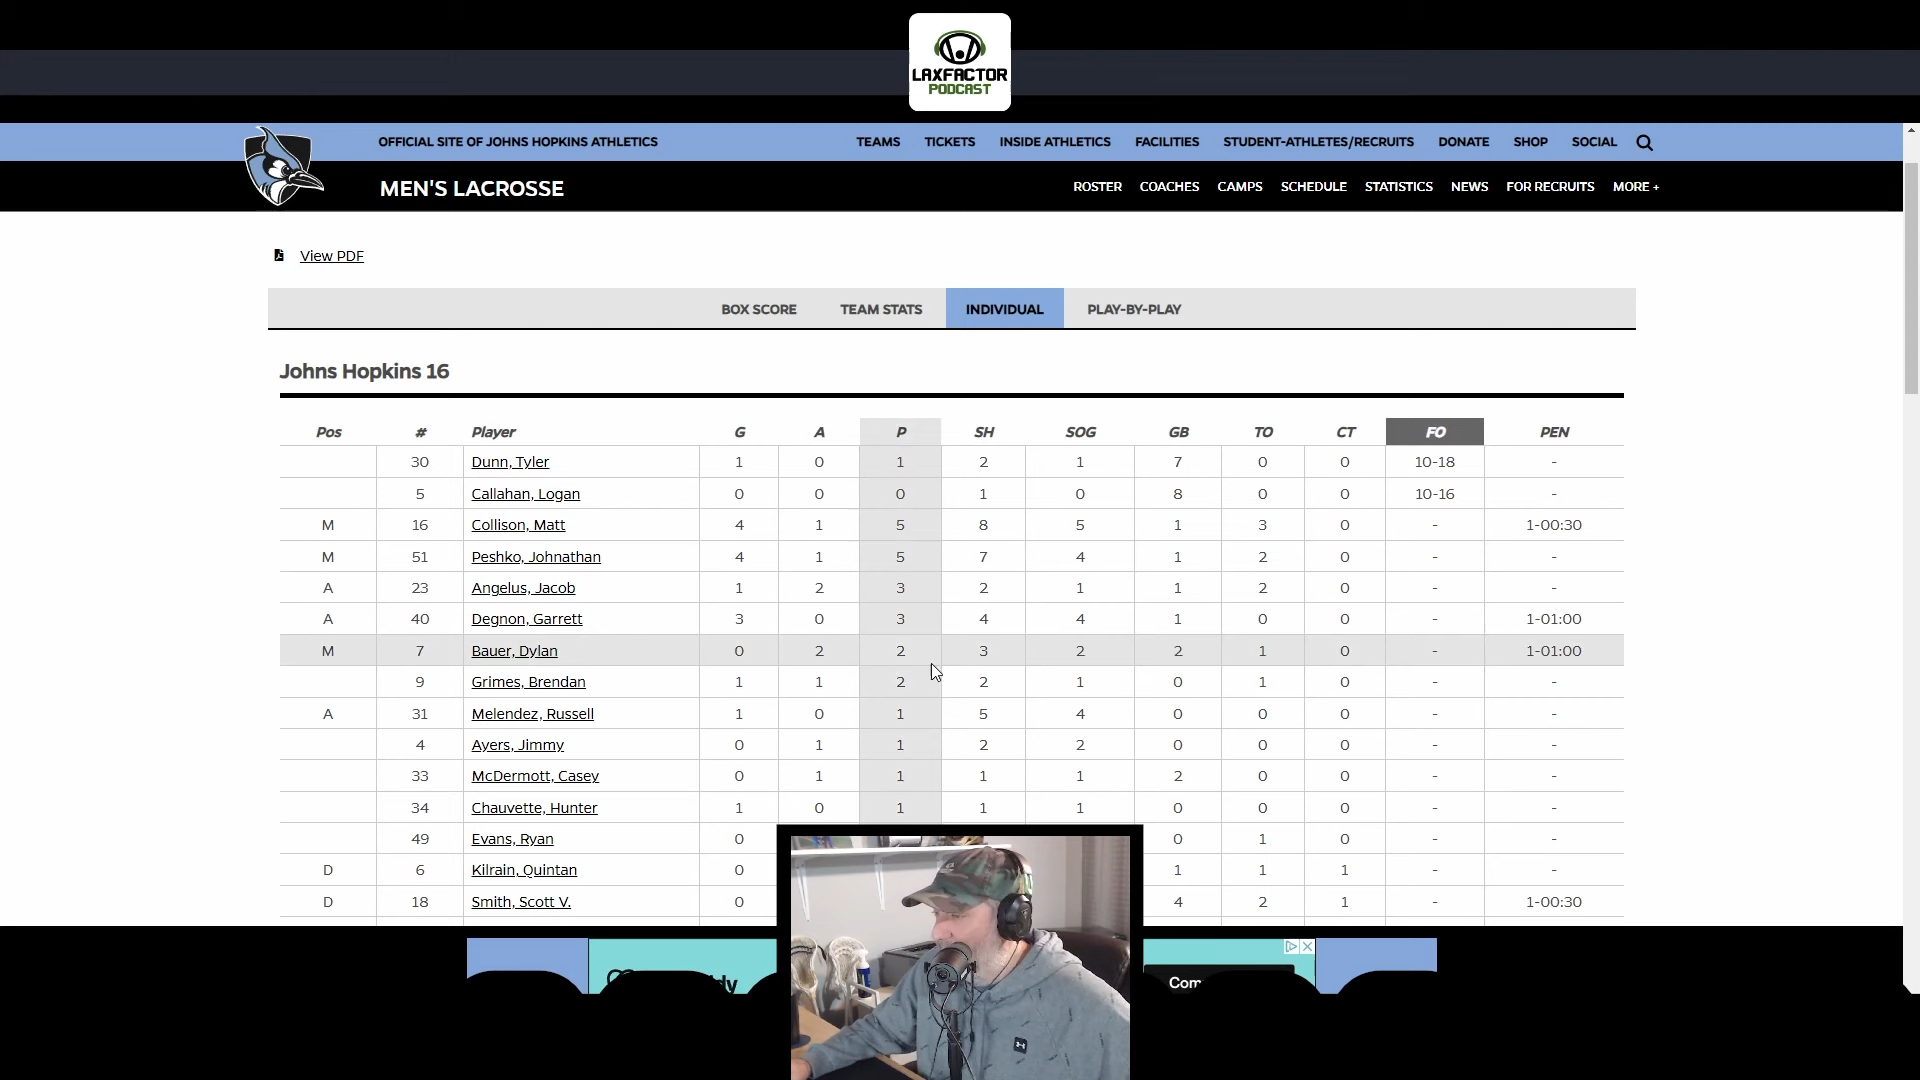 LAXFACTOR
PODCAST
OFFICIAL SITE OF JOHNS HOPKINS ATHLETICS TEAMS TICKETS INSIDE ATHLETICS FACILITIES STUDENT-ATHLETES/RECRUITS DONATE SHOP SOCIAL
MEN'S LACROSSE ROSTER COACHES CAMPS SCHEDULE STATISTICS NEWS FOR RECRUITS MORE +
View PDF
BOX SCORE TEAM STATS INDIVIDUAL PLAY-BY-PLAY
Johns Hopkins 16
Pos # Player G A P SH SOG GB TO CT FO PEN
30 Dunn, Tyler 1 0 1 2 1 7 0 0 10-18 -
5 Callahan, Logan 0 0 0 1 0 8 0 0 10-16 -
M 16 Collison, Matt 4 1 5 8 5 1 3 0 - 1-00:30
M 51 Peshko, Johnathan 4 1 5 7 4 1 2 0 - -
A 23 Angelus, Jacob 1 2 3 2 1 1 2 0 - -
A 40 Degnon, Garrett 3 0 3 4 4 1 0 0 - 1-01:00
M 7 Bauer, Dylan 0 2 2 3 2 2 1 0 - 1-01:00
9 Grimes, Brendan 1 1 2 2 1 0 1 0 - -
A 31 Melendez, Russell 1 0 1 5 4 0 0 0 - -
4 Ayers, Jimmy 0 1 1 2 2 0 0 0 - -
33 McDermott, Casey 0 1 1 1 1 2 0 0 - -
34 Chauvette, Hunter 1 0 1 1 1 0 0 0 - -
49 Evans, Ryan 0 0 1 0 - -
D 6 Kilrain, Quintan 0 1 1 1 - -
D 18 Smith, Scott V. 0 4 2 1 - 1-00:30